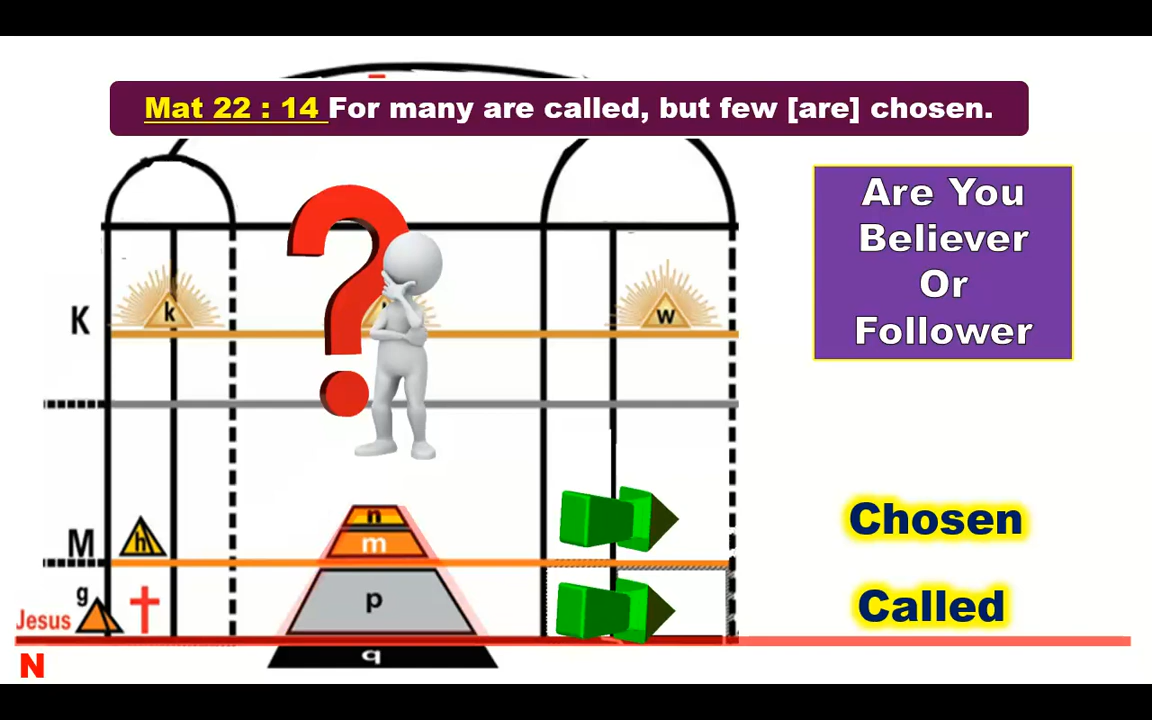 Mat 22 : 14 For many are called, but few [are] chosen.
Are You
Believer
Or
Follower
K
k
w
n
M
h
m
Chosen
g
p
Jesus
Called
N
q